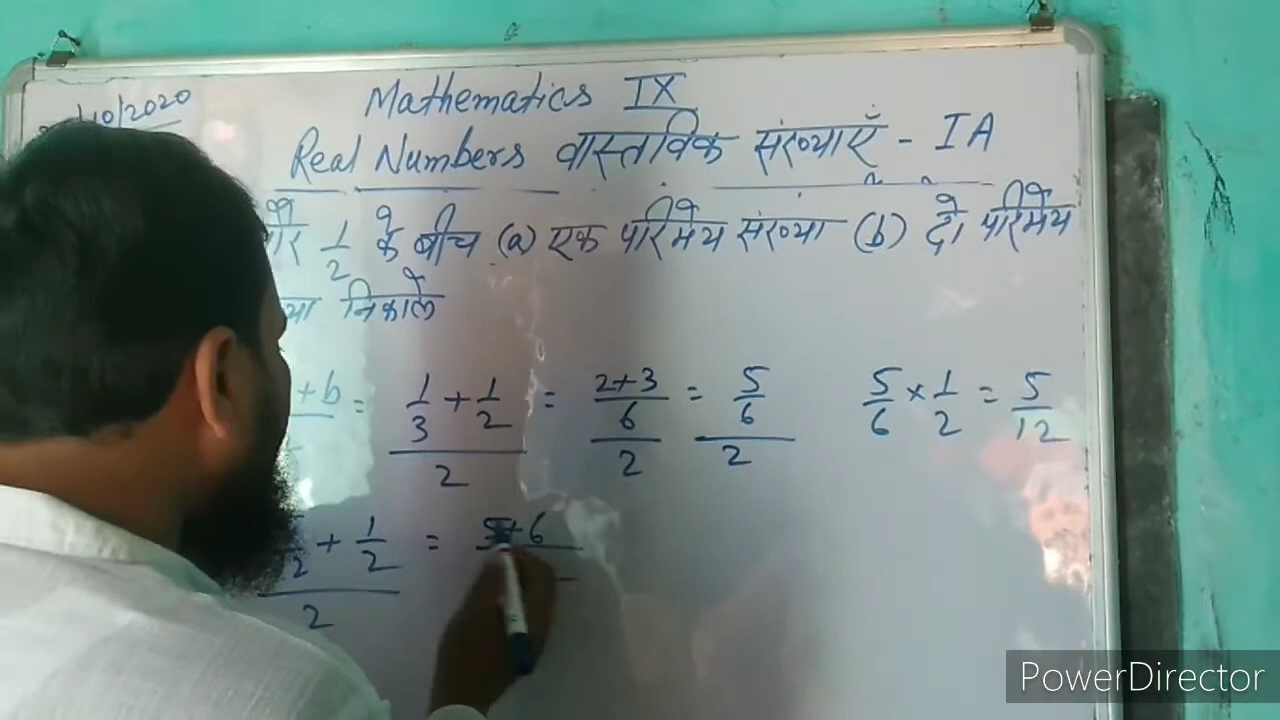 /10/2020
Mathematics IX
Real Numbers वास्तविक संख्याएँ - IA
1/2 के बीच (a) एक परिमेय संख्या (b) दो परिमेय
निकाले
+ b = (1/3 + 1/2)/2 = ((2+3)/6)/2 = (5/6)/2 5/6 × 1/2 = 5/12
+ 1/2 / 2 = 5+6
PowerDirector